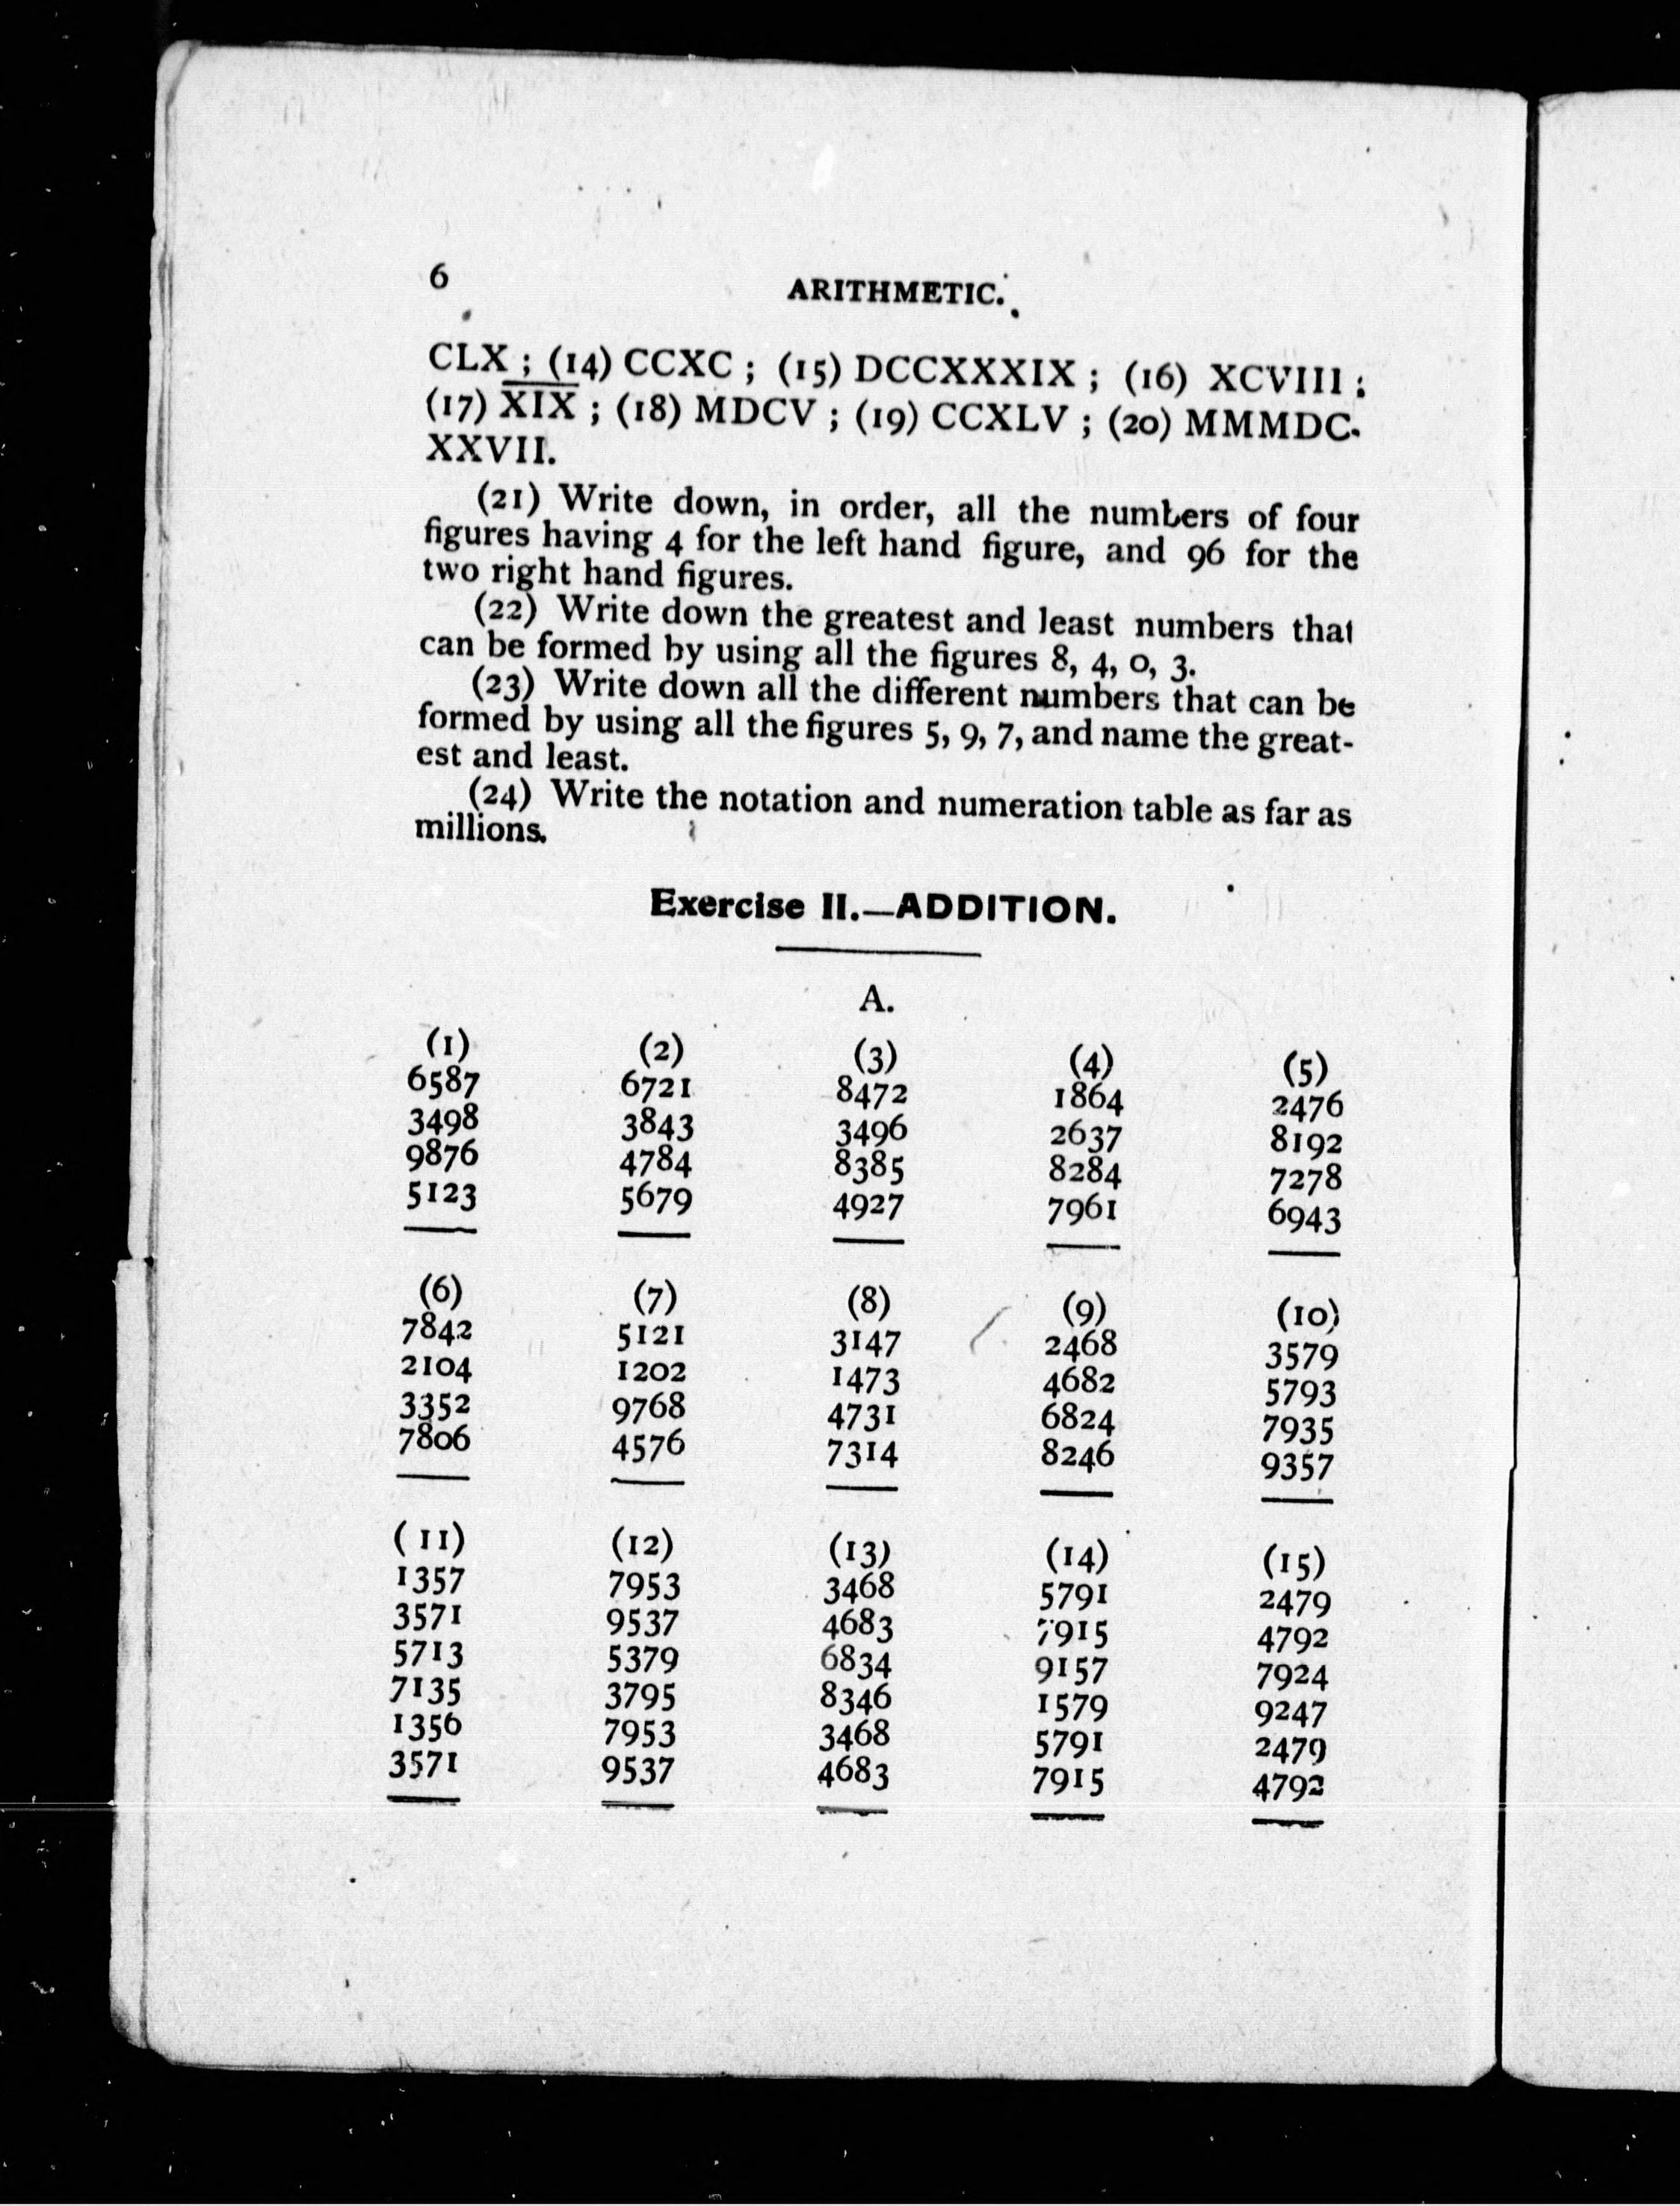 6 ARITHMETIC.
CLX ; (14) CCXC ; (15) DCCXXXIX ; (16) XCVIII ;
(17) X̅I̅X̅ ; (18) MDCV ; (19) CCXLV ; (20) MMMDC-
XXVII.
(21) Write down, in order, all the numbers of four
figures having 4 for the left hand figure, and 96 for the
two right hand figures.
(22) Write down the greatest and least numbers that
can be formed by using all the figures 8, 4, 0, 3.
(23) Write down all the different numbers that can be
formed by using all the figures 5, 9, 7, and name the great-
est and least.
(24) Write the notation and numeration table as far as
millions.
Exercise II.—ADDITION.
A.
(1) (2) (3) (4) (5)
6587 6721 8472 1864 2476
3498 3843 3496 2637 8192
9876 4784 8385 8284 7278
5123 5679 4927 7961 6943
(6) (7) (8) (9) (10)
7842 5121 3147 2468 3579
2104 1202 1473 4682 5793
3352 9768 4731 6824 7935
7806 4576 7314 8246 9357
(11) (12) (13) (14) (15)
1357 7953 3468 5791 2479
3571 9537 4683 7915 4792
5713 5379 6834 9157 7924
7135 3795 8346 1579 9247
1356 7953 3468 5791 2479
3571 9537 4683 7915 4792